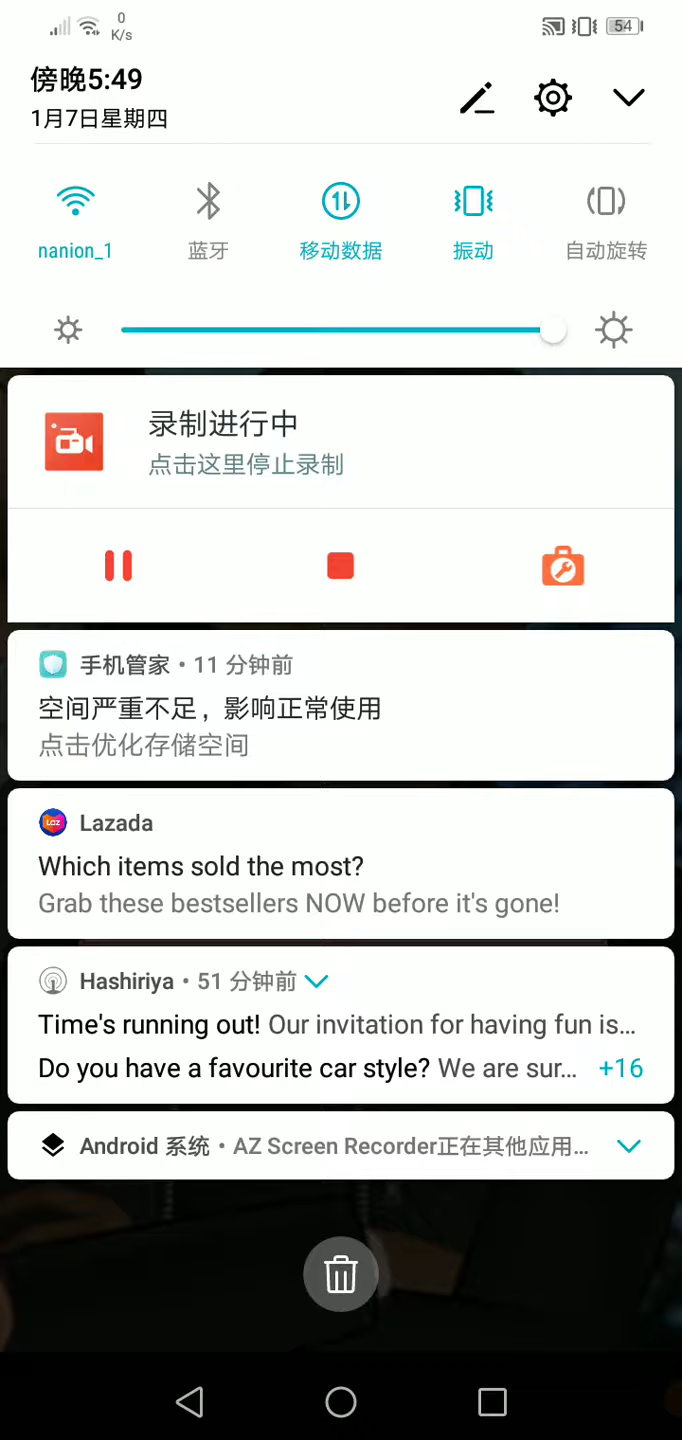 0
K/s
54
傍晚5:49
1月7日星期四
nanion_1
蓝牙
移动数据
振动
自动旋转
录制进行中
点击这里停止录制
手机管家 • 11 分钟前
空间严重不足，影响正常使用
点击优化存储空间
Lazada
Which items sold the most?
Grab these bestsellers NOW before it's gone!
Hashiriya • 51 分钟前
Time's running out! Our invitation for having fun is...
Do you have a favourite car style? We are sur... +16
Android 系统 • AZ Screen Recorder正在其他应用...